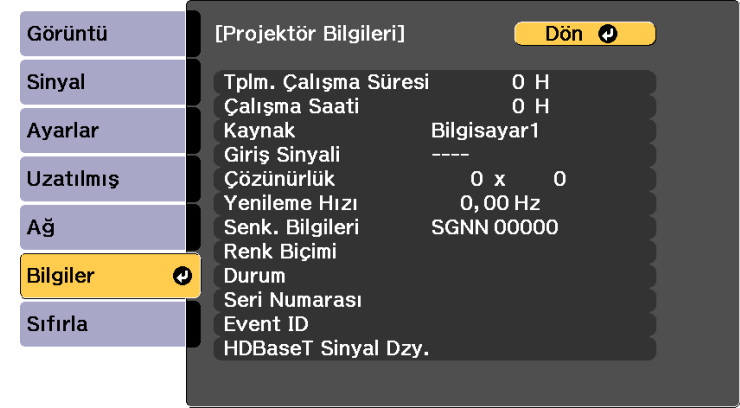 Görüntü
Sinyal
Ayarlar
Uzatılmış
Ağ
Bilgiler
Sıfırla
[Projektör Bilgileri]
Dön
Tplm. Çalışma Süresi 0 H
Çalışma Saati 0 H
Kaynak Bilgisayar1
Giriş Sinyali ----
Çözünürlük 0 x 0
Yenileme Hızı 0,00 Hz
Senk. Bilgileri SGNN 00000
Renk Biçimi
Durum
Seri Numarası
Event ID
HDBaseT Sinyal Dzy.